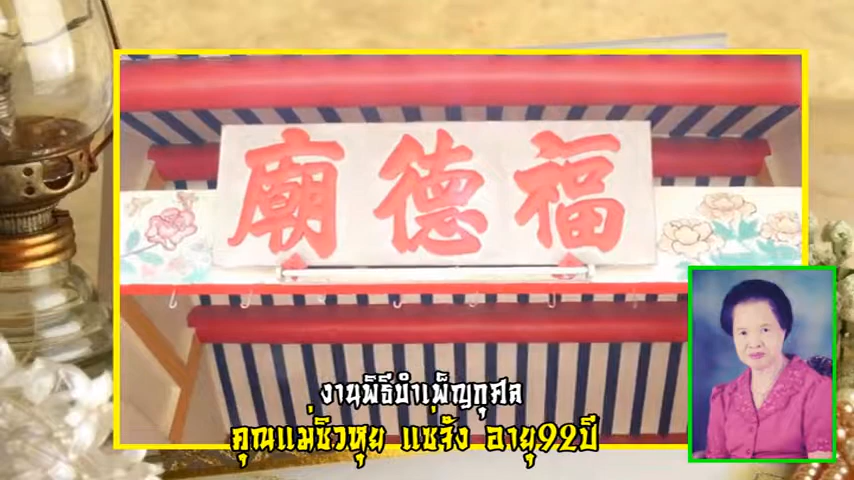 廟德福
งานพิธีบำเพ็ญกุศล
คุณแม่ซิวหุย แซ่จัง อายุ92ปี